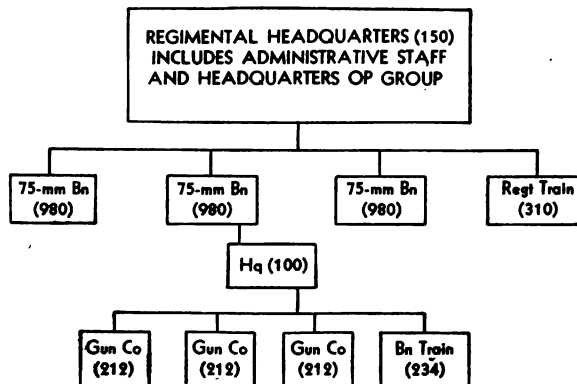 REGIMENTAL HEADQUARTERS (150)
INCLUDES ADMINISTRATIVE STAFF
AND HEADQUARTERS OP GROUP
75-mm Bn
(980)
75-mm Bn
(980)
75-mm Bn
(980)
Regt Train
(310)
Hq (100)
Gun Co
(212)
Gun Co
(212)
Gun Co
(212)
Bn Train
(234)